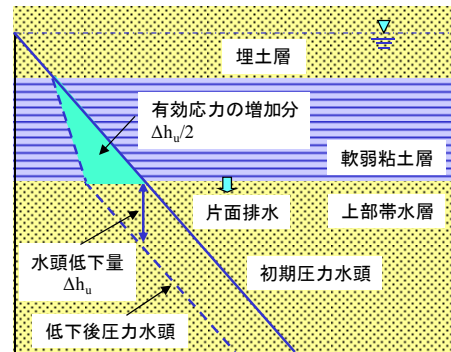 埋土層
有効応力の増加分
Δhu/2
軟弱粘土層
片面排水
上部帯水層
水頭低下量
Δhu
初期圧力水頭
低下後圧力水頭